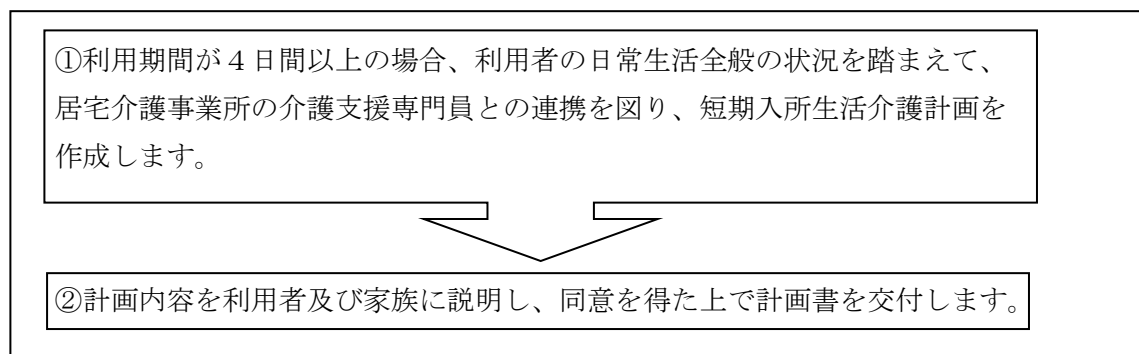 ①利用期間が４日間以上の場合、利用者の日常生活全般の状況を踏まえて、
居宅介護事業所の介護支援専門員との連携を図り、短期入所生活介護計画を
作成します。
②計画内容を利用者及び家族に説明し、同意を得た上で計画書を交付します。